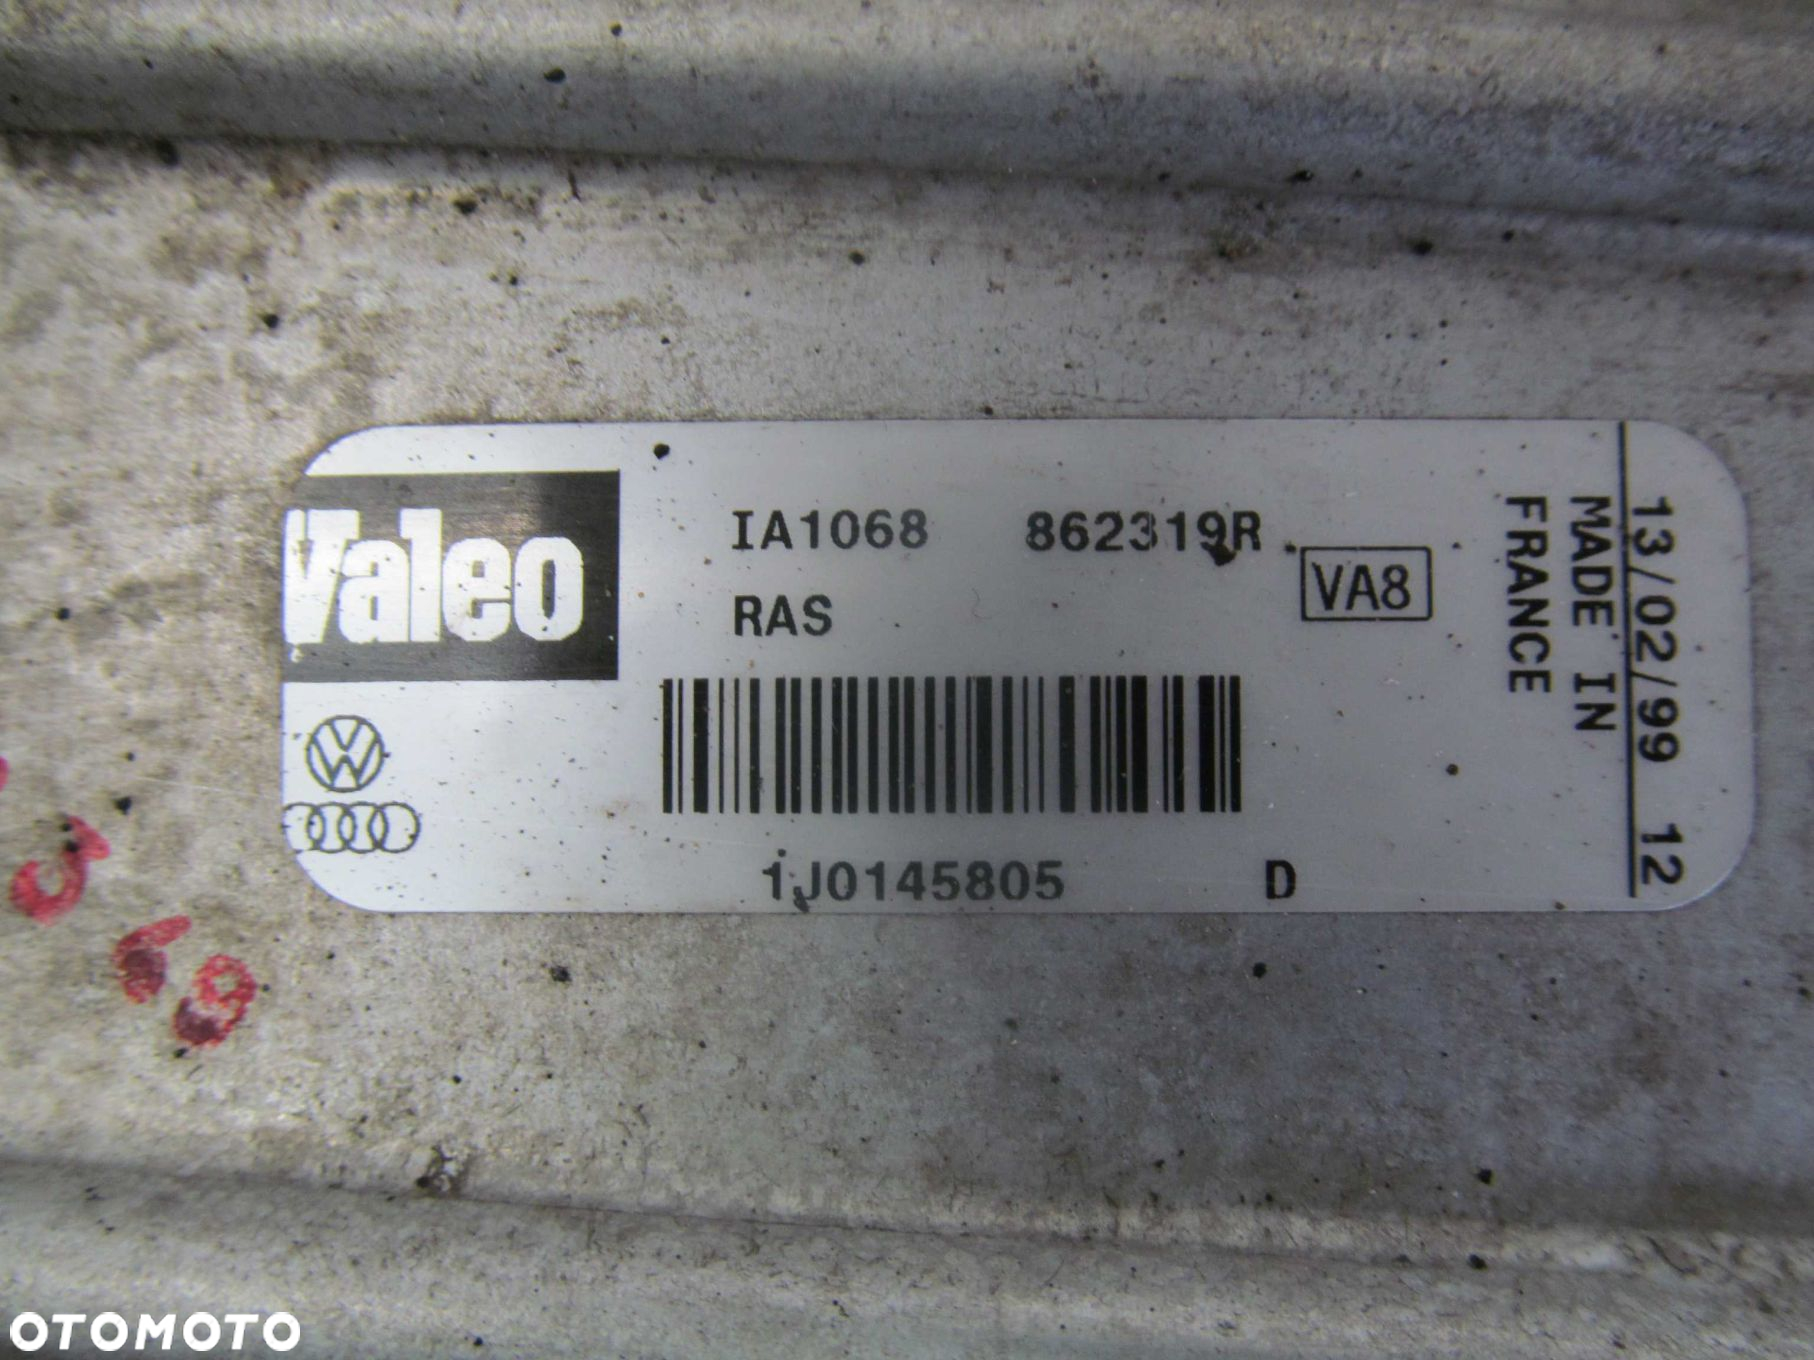 Valeo
IA1068 862319R
RAS
VA8
1J0145805 D
MADE IN
FRANCE
13/02/99 12
OTOMOTO